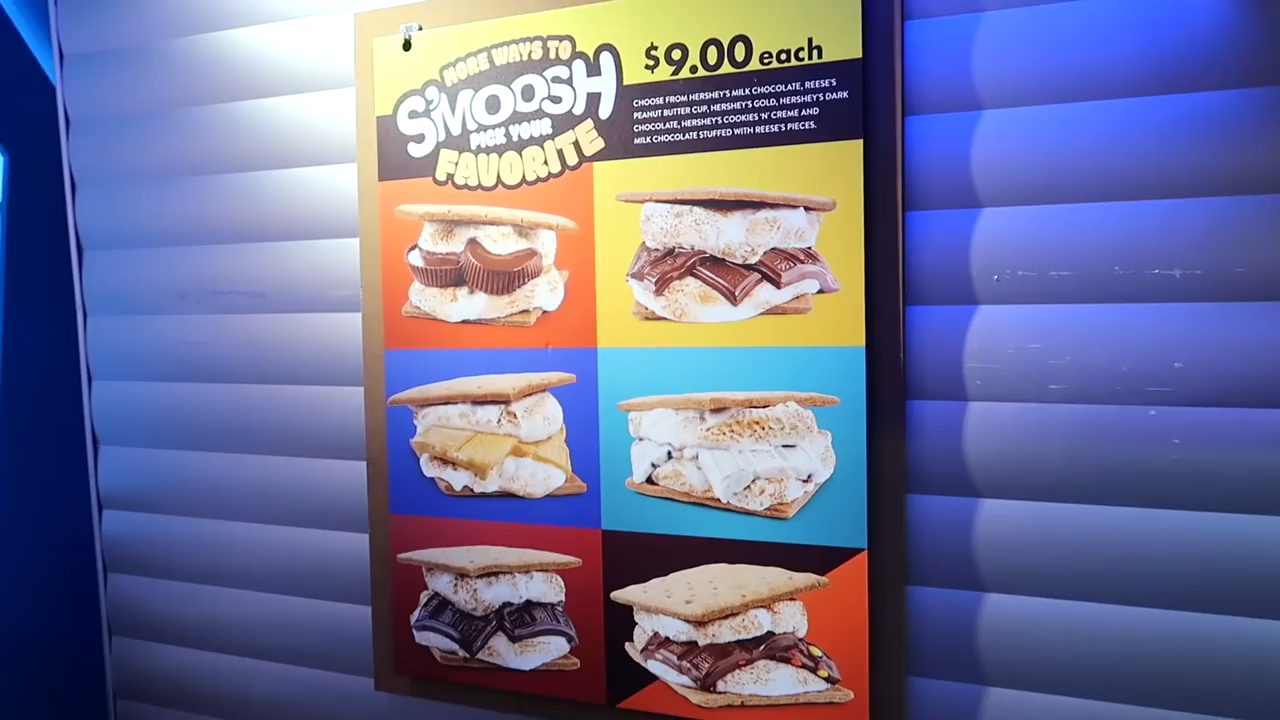 MORE WAYS TO
S'MOOSH
PICK YOUR
FAVORITE
$9.00 each
CHOOSE FROM HERSHEY'S MILK CHOCOLATE, REESE'S
PEANUT BUTTER CUP, HERSHEY'S GOLD, HERSHEY'S DARK
CHOCOLATE, HERSHEY'S COOKIES 'N' CREME AND
MILK CHOCOLATE STUFFED WITH REESE'S PIECES.